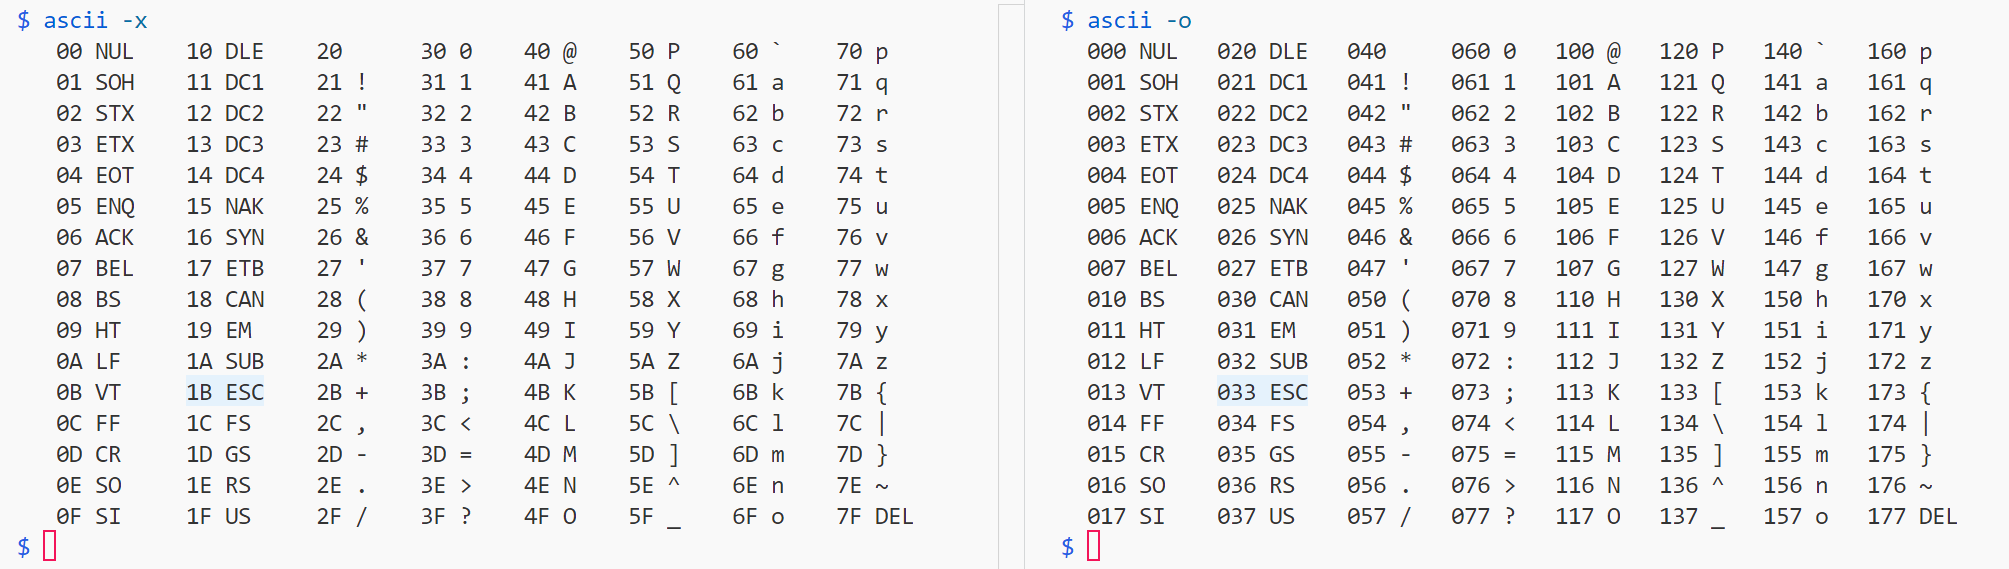 $ ascii -x
00 NUL 10 DLE 20 30 0 40 @ 50 P 60 ` 70 p
01 SOH 11 DC1 21 ! 31 1 41 A 51 Q 61 a 71 q
02 STX 12 DC2 22 " 32 2 42 B 52 R 62 b 72 r
03 ETX 13 DC3 23 # 33 3 43 C 53 S 63 c 73 s
04 EOT 14 DC4 24 $ 34 4 44 D 54 T 64 d 74 t
05 ENQ 15 NAK 25 % 35 5 45 E 55 U 65 e 75 u
06 ACK 16 SYN 26 & 36 6 46 F 56 V 66 f 76 v
07 BEL 17 ETB 27 ' 37 7 47 G 57 W 67 g 77 w
08 BS 18 CAN 28 ( 38 8 48 H 58 X 68 h 78 x
09 HT 19 EM 29 ) 39 9 49 I 59 Y 69 i 79 y
0A LF 1A SUB 2A * 3A : 4A J 5A Z 6A j 7A z
0B VT 1B ESC 2B + 3B ; 4B K 5B [ 6B k 7B {
0C FF 1C FS 2C , 3C < 4C L 5C \ 6C l 7C |
0D CR 1D GS 2D - 3D = 4D M 5D ] 6D m 7D }
0E SO 1E RS 2E . 3E > 4E N 5E ^ 6E n 7E ~
0F SI 1F US 2F / 3F ? 4F O 5F _ 6F o 7F DEL
$
$ ascii -o
000 NUL 020 DLE 040 060 0 100 @ 120 P 140 ` 160 p
001 SOH 021 DC1 041 ! 061 1 101 A 121 Q 141 a 161 q
002 STX 022 DC2 042 " 062 2 102 B 122 R 142 b 162 r
003 ETX 023 DC3 043 # 063 3 103 C 123 S 143 c 163 s
004 EOT 024 DC4 044 $ 064 4 104 D 124 T 144 d 164 t
005 ENQ 025 NAK 045 % 065 5 105 E 125 U 145 e 165 u
006 ACK 026 SYN 046 & 066 6 106 F 126 V 146 f 166 v
007 BEL 027 ETB 047 ' 067 7 107 G 127 W 147 g 167 w
010 BS 030 CAN 050 ( 070 8 110 H 130 X 150 h 170 x
011 HT 031 EM 051 ) 071 9 111 I 131 Y 151 i 171 y
012 LF 032 SUB 052 * 072 : 112 J 132 Z 152 j 172 z
013 VT 033 ESC 053 + 073 ; 113 K 133 [ 153 k 173 {
014 FF 034 FS 054 , 074 < 114 L 134 \ 154 l 174 |
015 CR 035 GS 055 - 075 = 115 M 135 ] 155 m 175 }
016 SO 036 RS 056 . 076 > 116 N 136 ^ 156 n 176 ~
017 SI 037 US 057 / 077 ? 117 O 137 _ 157 o 177 DEL
$